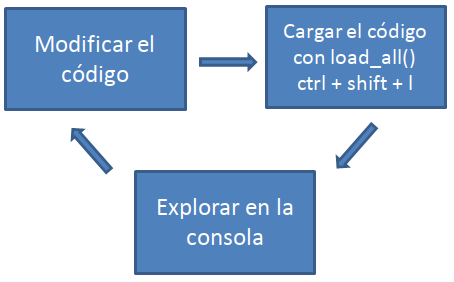 Modificar el
código
Cargar el código
con load_all()
ctrl + shift + l
Explorar en la
consola